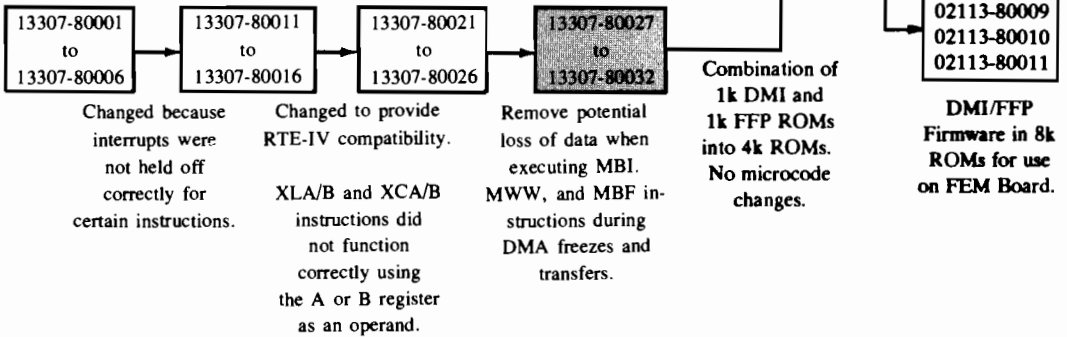 13307-80001
to
13307-80006
13307-80011
to
13307-80016
13307-80021
to
13307-80026
13307-80027
to
13307-80032
02113-80009
02113-80010
02113-80011
Changed because
interrupts were
not held off
correctly for
certain instructions.
Changed to provide
RTE-IV compatibility.
XLA/B and XCA/B
instructions did
not function
correctly using
the A or B register
as an operand.
Remove potential
loss of data when
executing MBI.
MWW, and MBF in-
structions during
DMA freezes and
transfers.
Combination of
1k DMI and
1k FFP ROMs
into 4k ROMs.
No microcode
changes.
DMI/FFP
Firmware in 8k
ROMs for use
on FEM Board.